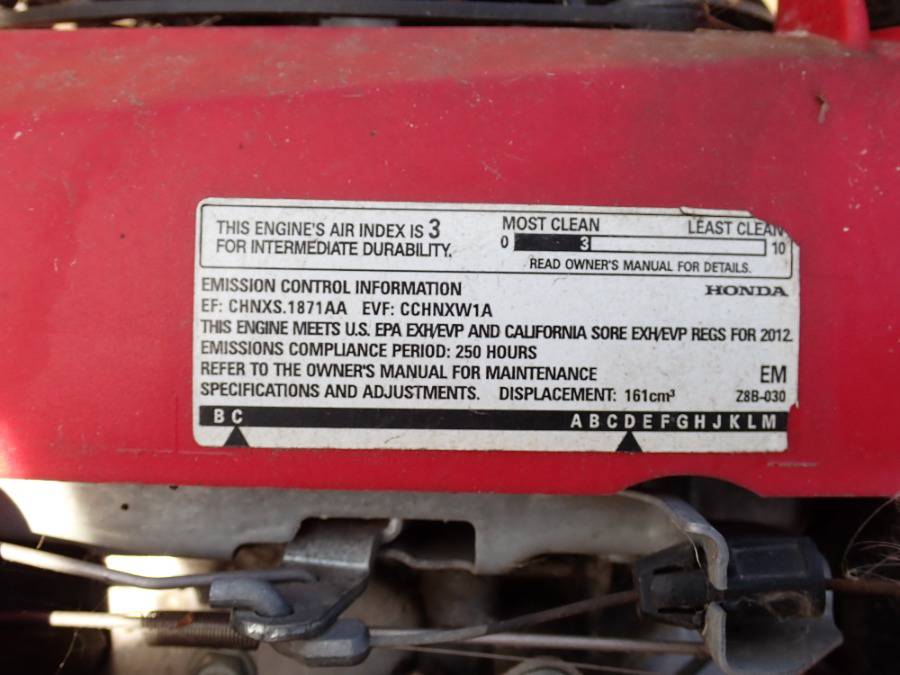 THIS ENGINE'S AIR INDEX IS 3
FOR INTERMEDIATE DURABILITY.
MOST CLEAN LEAST CLEAN
0 3 10
READ OWNER'S MANUAL FOR DETAILS.
EMISSION CONTROL INFORMATION HONDA
EF: CHNXS.1871AA EVF: CCHNXW1A
THIS ENGINE MEETS U.S. EPA EXH/EVP AND CALIFORNIA SORE EXH/EVP REGS FOR 2012.
EMISSIONS COMPLIANCE PERIOD: 250 HOURS
REFER TO THE OWNER'S MANUAL FOR MAINTENANCE EM
SPECIFICATIONS AND ADJUSTMENTS. DISPLACEMENT: 161cm³ Z8B-030
B C A B C D E F G H J K L M